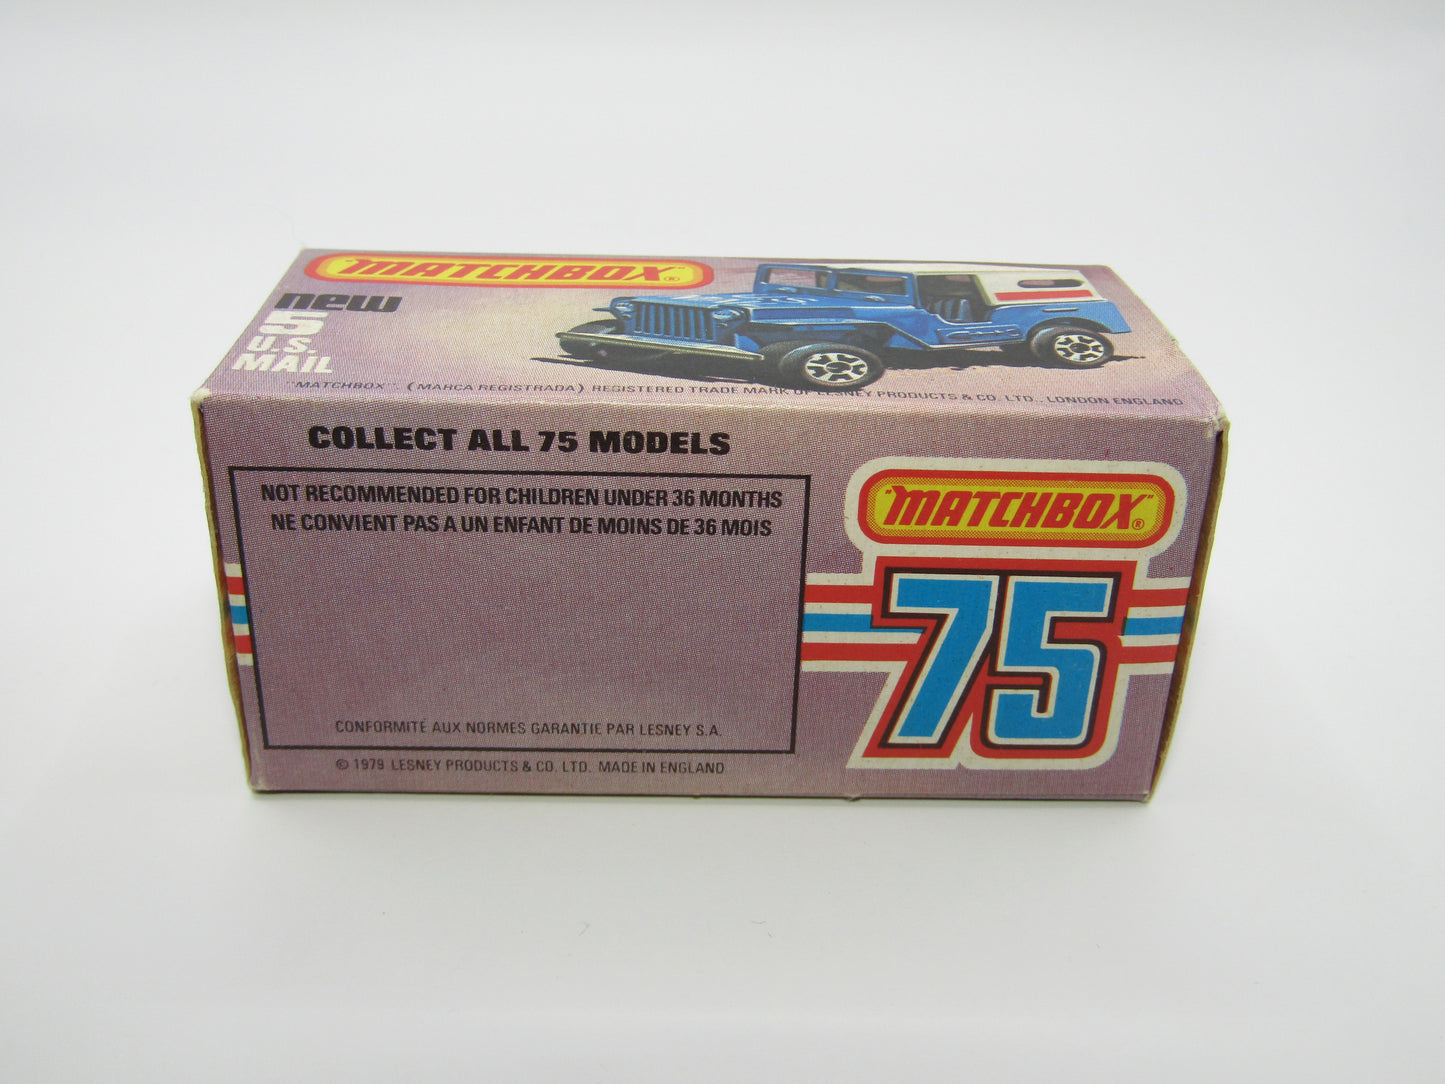 "MATCHBOX"®
new
5
U.S.
MAIL
"MATCHBOX". (MARCA REGISTRADA) REGISTERED TRADE MARK OF LESNEY PRODUCTS & CO. LTD., LONDON ENGLAND
COLLECT ALL 75 MODELS
NOT RECOMMENDED FOR CHILDREN UNDER 36 MONTHS
NE CONVIENT PAS A UN ENFANT DE MOINS DE 36 MOIS
CONFORMITÉ AUX NORMES GARANTIE PAR LESNEY S.A.
© 1979 LESNEY PRODUCTS & CO. LTD. MADE IN ENGLAND
"MATCHBOX"®
75